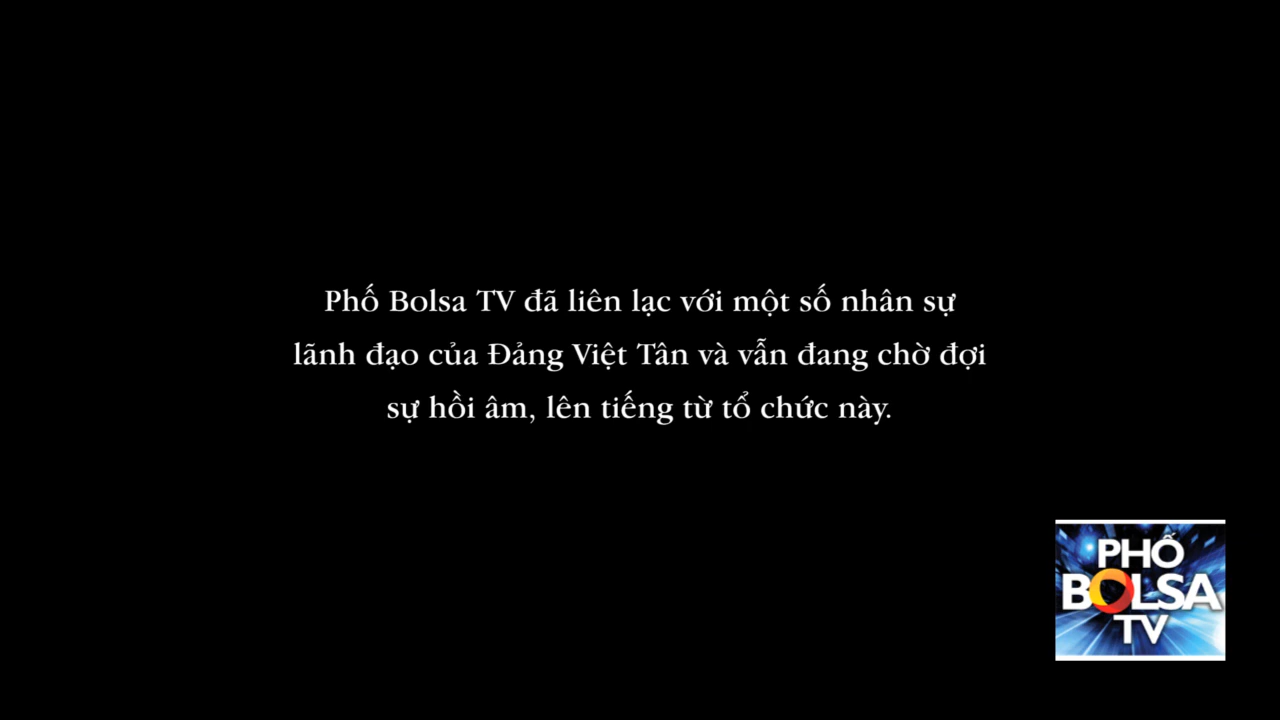 Phố Bolsa TV đã liên lạc với một số nhân sự
lãnh đạo của Đảng Việt Tân và vẫn đang chờ đợi
sự hồi âm, lên tiếng từ tổ chức này.
PHỐ
BOLSA
TV